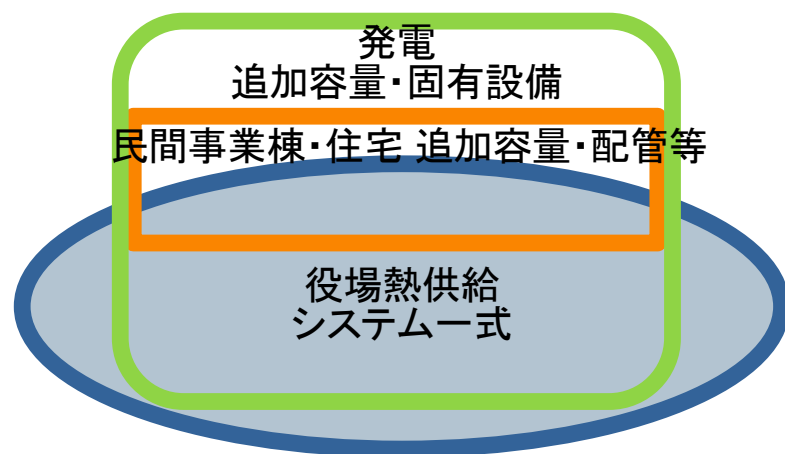 発電
追加容量・固有設備
民間事業棟・住宅 追加容量・配管等
役場熱供給
システム一式